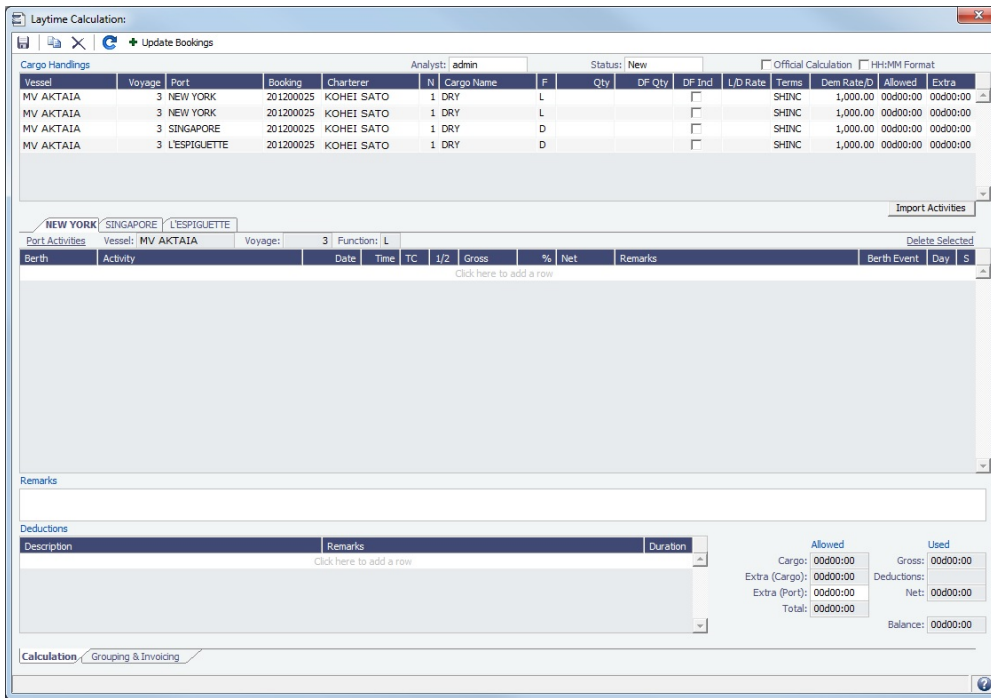 Laytime Calculation:
Update Bookings
Cargo Handlings Analyst: admin Status: New Official Calculation HH:MM Format
Vessel Voyage Port Booking Charterer N Cargo Name F Qty DF Qty DF Incl L/D Rate Terms Dem Rate/D Allowed Extra
MV AKTAIA 3 NEW YORK 201200025 KOHEI SATO 1 DRY L SHINC 1,000.00 00d00:00 00d00:00
MV AKTAIA 3 NEW YORK 201200025 KOHEI SATO 1 DRY L SHINC 1,000.00 00d00:00 00d00:00
MV AKTAIA 3 SINGAPORE 201200025 KOHEI SATO 1 DRY D SHINC 1,000.00 00d00:00 00d00:00
MV AKTAIA 3 L'ESPIGUETTE 201200025 KOHEI SATO 1 DRY D SHINC 1,000.00 00d00:00 00d00:00
Import Activities
NEW YORK SINGAPORE L'ESPIGUETTE
Port Activities Vessel: MV AKTAIA Voyage: 3 Function: L Delete Selected
Berth Activity Date Time TC 1/2 Gross % Net Remarks Berth Event Day S
Click here to add a row
Remarks
Deductions
Description Remarks Duration
Click here to add a row
Allowed Used
Cargo: 00d00:00 Gross: 00d00:00
Extra (Cargo): 00d00:00 Deductions:
Extra (Port): 00d00:00 Net: 00d00:00
Total: 00d00:00
Balance: 00d00:00
Calculation Grouping & Invoicing